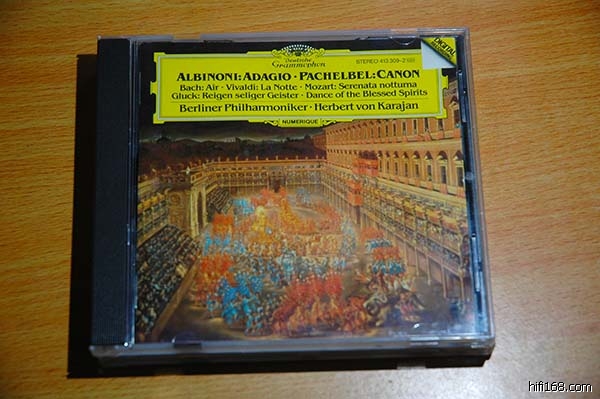 Deutsche
Grammophon
STEREO 413 309-2
DIGITAL
ALBINONI: ADAGIO · PACHELBEL: CANON
Bach: Air · Vivaldi: La Notte · Mozart: Serenata notturna
Gluck: Reigen seliger Geister · Dance of the Blessed Spirits
Berliner Philharmoniker · Herbert von Karajan
NUMERIQUE
hifi168.com